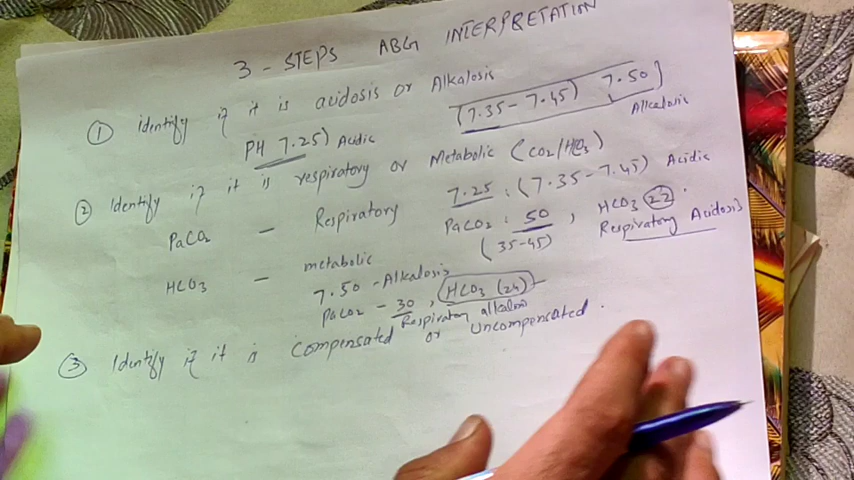 3 - STEPS ABG INTERPRETATION
① Identify if it is acidosis or Alkalosis (7.35 - 7.45) 7.50]
PH 7.25) Acidic Alkalosis
② Identify if it is respiratory or Metabolic (CO2/HCO3)
7.25 : (7.35 - 7.45) Acidic
PaCO2 - Respiratory PaCO2 : 50 , HCO3 22 .
(35-45) Respiratory Acidosis
HCO3 - metabolic
7.50 - Alkalosis
PaCO2 - 30 , HCO3 (24)
Respiratory alkalosis
③ Identify if it is Compensated or Uncompensated .